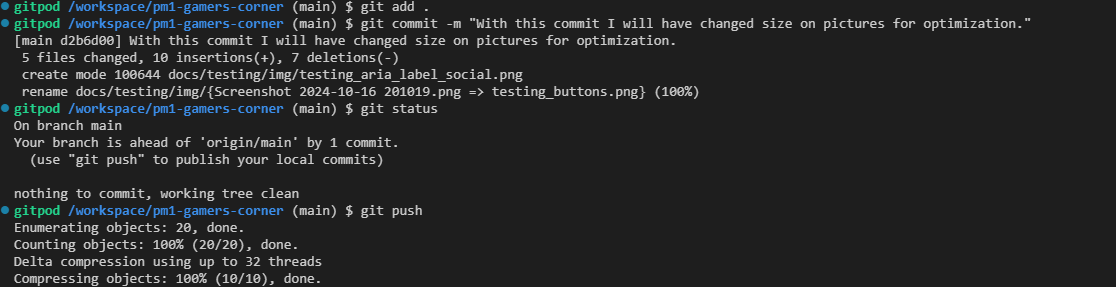 gitpod /workspace/pm1-gamers-corner (main) $ git add .
gitpod /workspace/pm1-gamers-corner (main) $ git commit -m "With this commit I will have changed size on pictures for optimization."
[main d2b6d00] With this commit I will have changed size on pictures for optimization.
 5 files changed, 10 insertions(+), 7 deletions(-)
 create mode 100644 docs/testing/img/testing_aria_label_social.png
 rename docs/testing/img/{Screenshot 2024-10-16 201019.png => testing_buttons.png} (100%)
gitpod /workspace/pm1-gamers-corner (main) $ git status
On branch main
Your branch is ahead of 'origin/main' by 1 commit.
  (use "git push" to publish your local commits)

nothing to commit, working tree clean
gitpod /workspace/pm1-gamers-corner (main) $ git push
Enumerating objects: 20, done.
Counting objects: 100% (20/20), done.
Delta compression using up to 32 threads
Compressing objects: 100% (10/10), done.